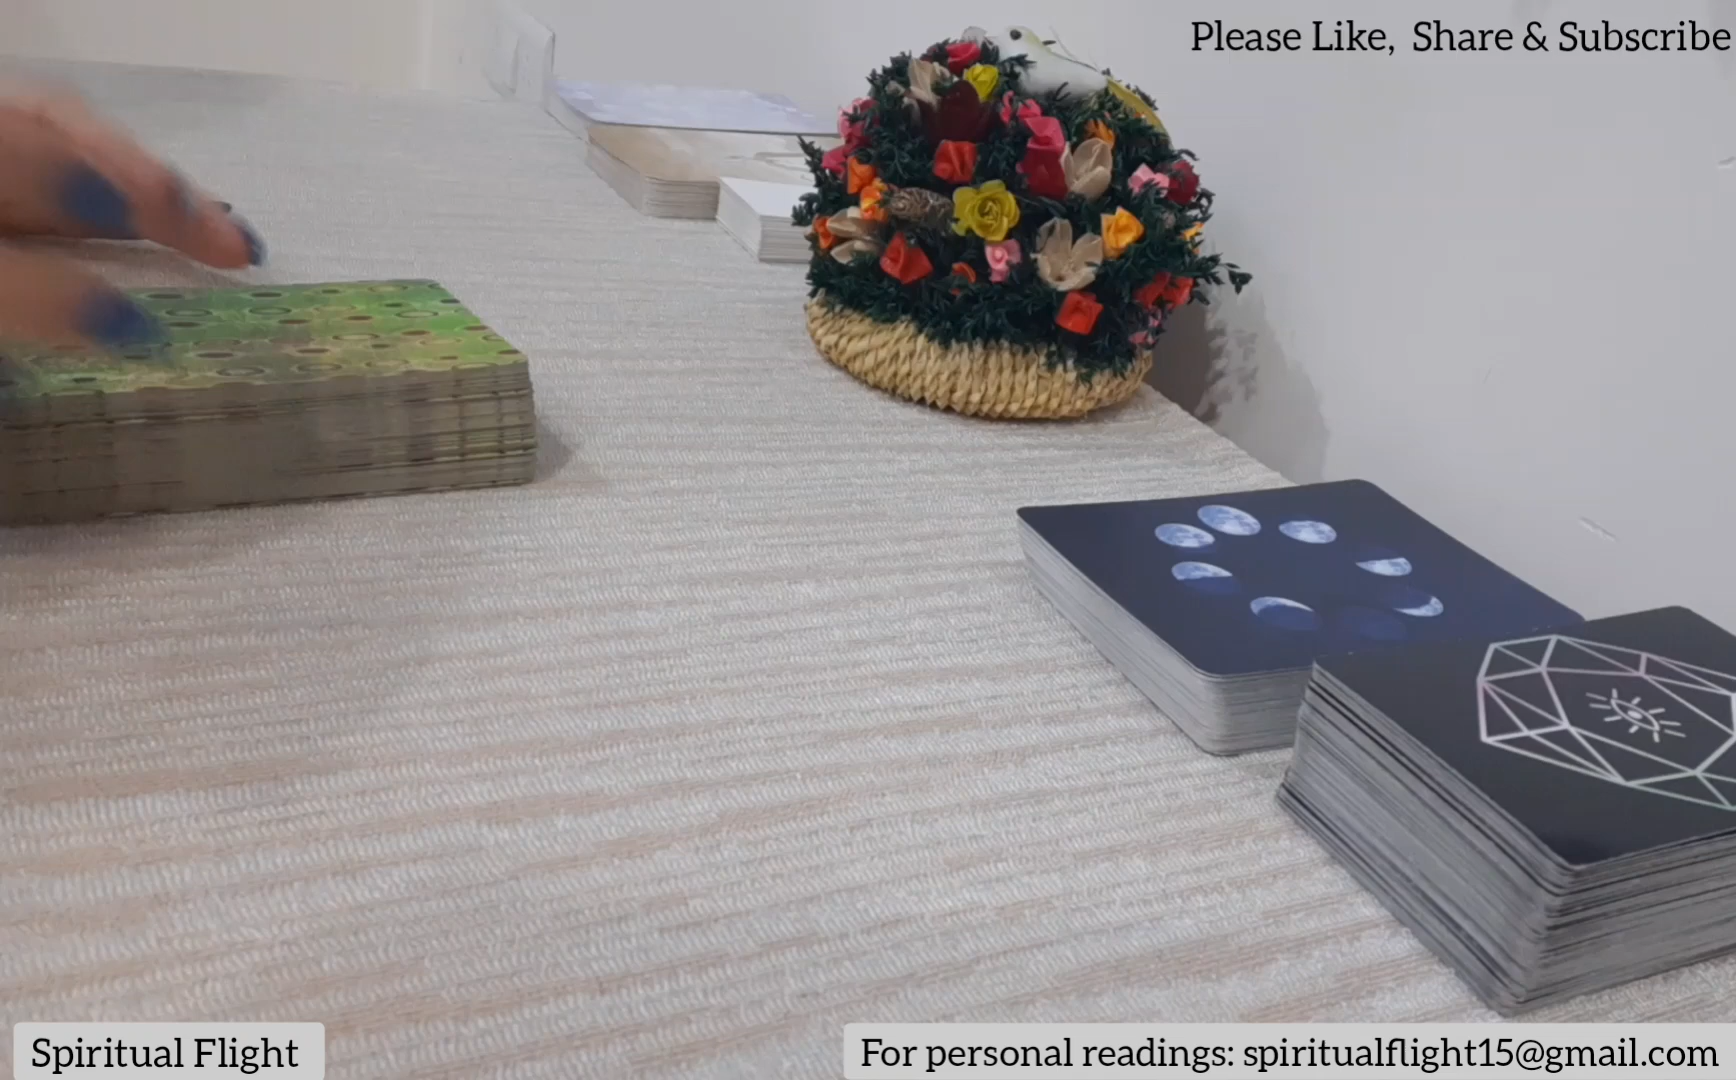 Please Like, Share & Subscribe
Spiritual Flight
For personal readings: spiritualflight15@gmail.com